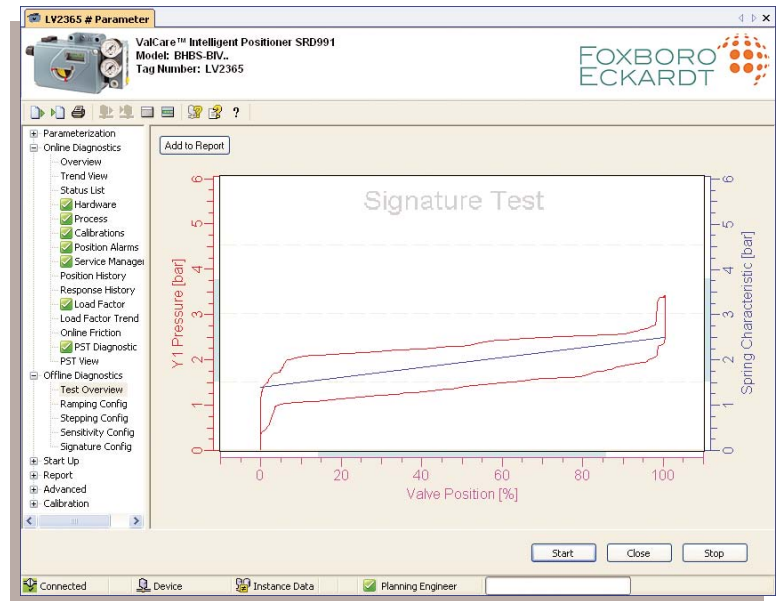 LV2365 # Parameter
ValCare™ Intelligent Positioner SRD991
Model: BHBS-BIV..
Tag Number: LV2365
FOXBORO
ECKARDT
Parameterization
Online Diagnostics
Overview
Trend View
Status List
Hardware
Process
Calibrations
Position Alarms
Service Manager
Position History
Response History
Load Factor
Load Factor Trend
Online Friction
PST Diagnostic
PST View
Offline Diagnostics
Test Overview
Ramping Config
Stepping Config
Sensitivity Config
Signature Config
Start Up
Report
Advanced
Calibration
Add to Report
Signature Test
Y1 Pressure [bar]
6
5
4
3
2
1
0
Spring Characteristic [bar]
6
5
4
3
2
1
0
0 20 40 60 80 100
Valve Position [%]
Start Close Stop
Connected Device Instance Data Planning Engineer